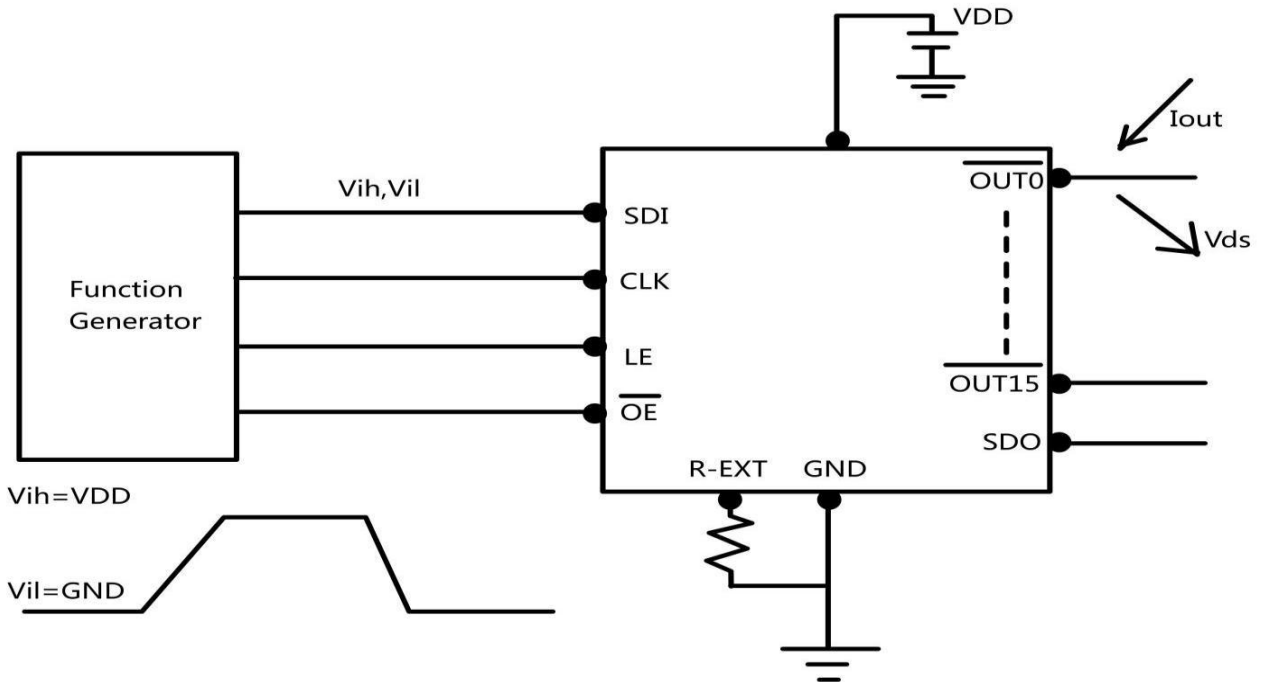 VDD
Iout
OUT0
Vih,Vil
SDI
Vds
CLK
Function
Generator
LE
OUT15
OE
SDO
R-EXT
GND
Vih=VDD
Vil=GND